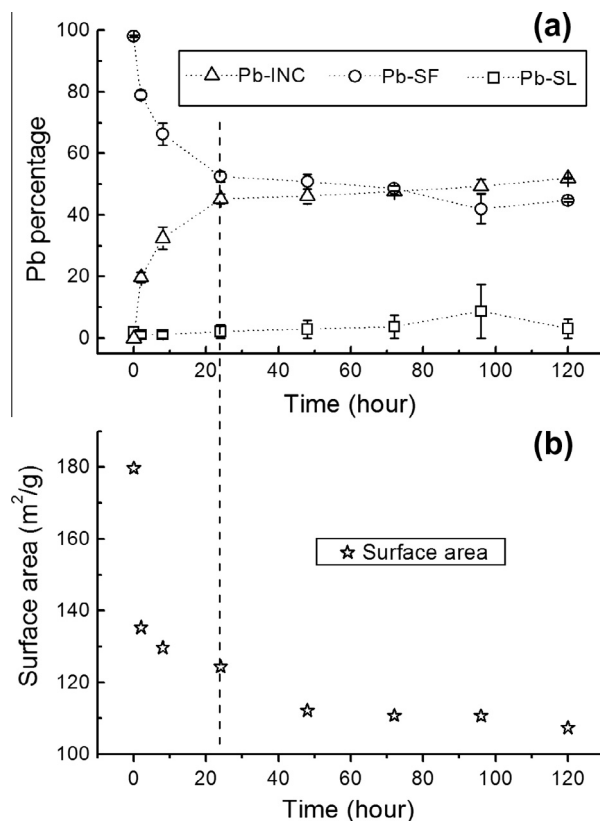 (a)
Pb-INC Pb-SF Pb-SL
Pb percentage
100
80
60
40
20
0
0 20 40 60 80 100 120
Time (hour)
(b)
Surface area
Surface area (m²/g)
180
160
140
120
100
0 20 40 60 80 100 120
Time (hour)